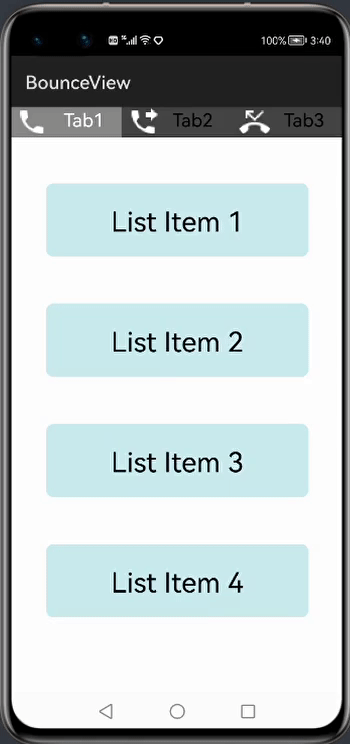 100% 3:40
BounceView
Tab1 Tab2 Tab3
List Item 1
List Item 2
List Item 3
List Item 4